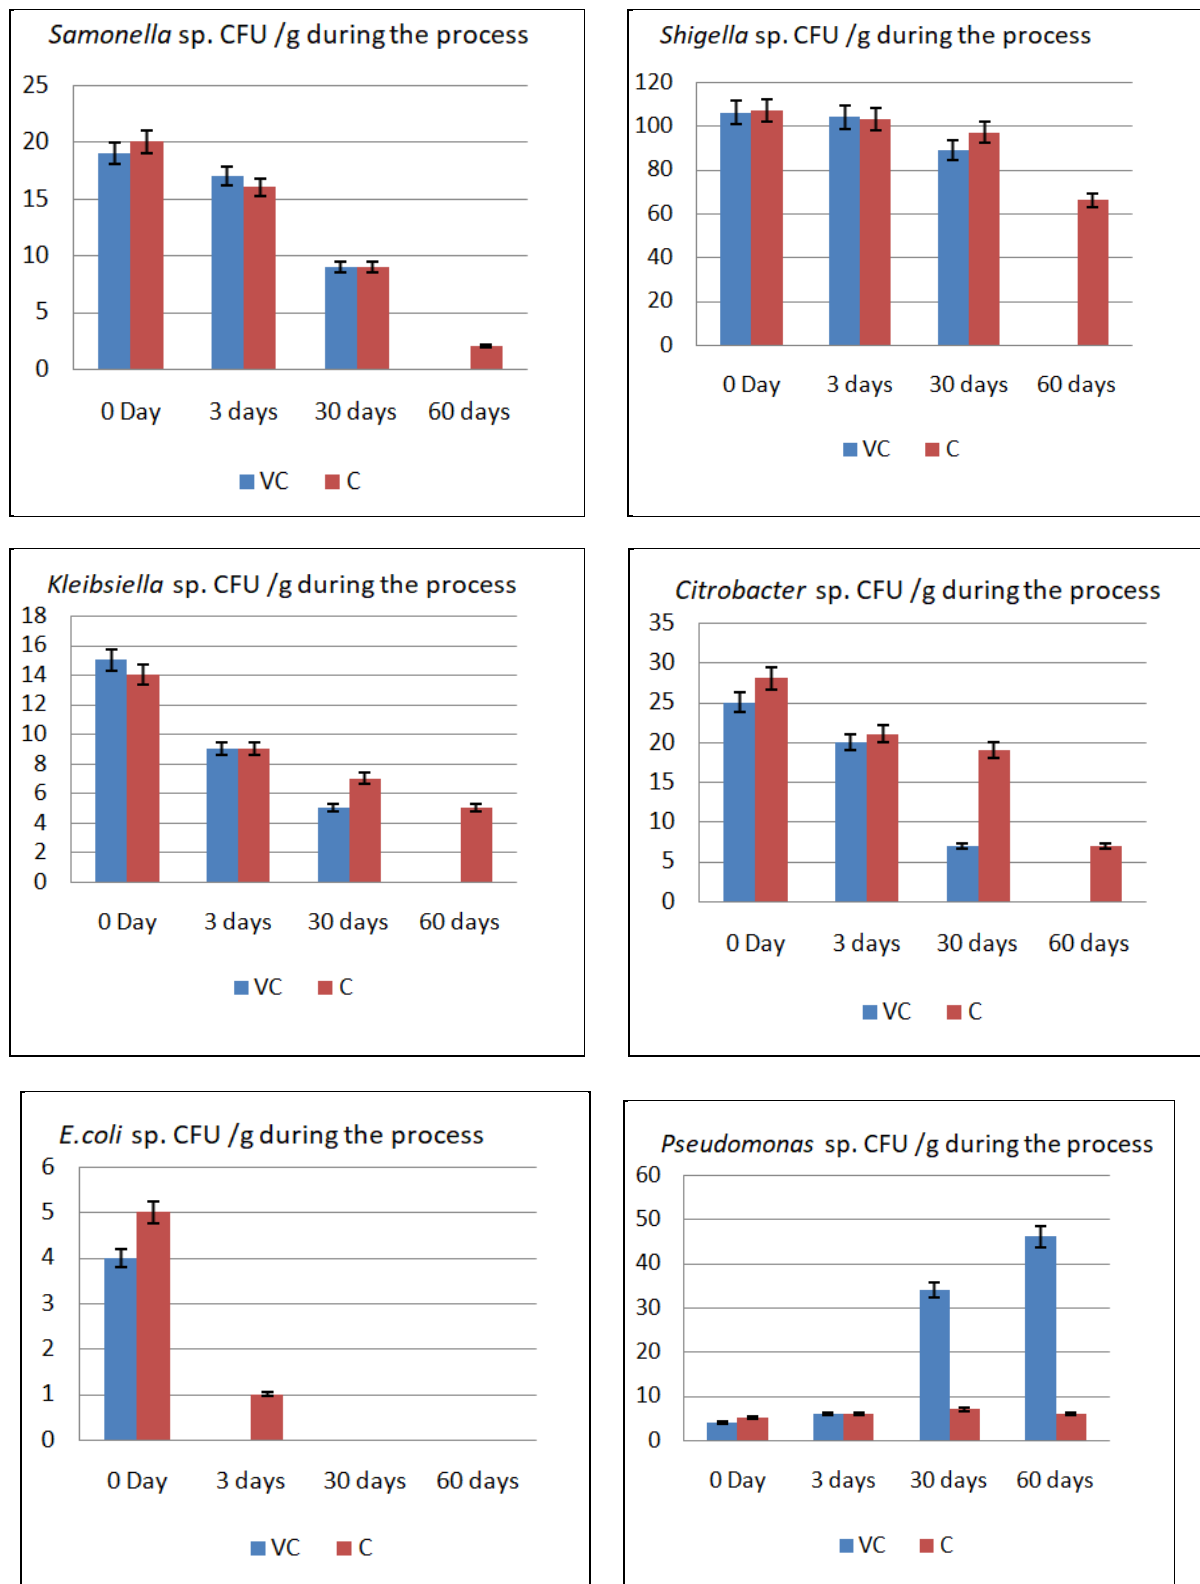 Samonella sp. CFU /g during the process
25
20
15
10
5
0
0 Day 3 days 30 days 60 days
VC C
Shigella sp. CFU /g during the process
120
100
80
60
40
20
0
0 Day 3 days 30 days 60 days
VC C
Kleibsiella sp. CFU /g during the process
18
16
14
12
10
8
6
4
2
0
0 Day 3 days 30 days 60 days
VC C
Citrobacter sp. CFU /g during the process
35
30
25
20
15
10
5
0
0 Day 3 days 30 days 60 days
VC C
E.coli sp. CFU /g during the process
6
5
4
3
2
1
0
0 Day 3 days 30 days 60 days
VC C
Pseudomonas sp. CFU /g during the process
60
50
40
30
20
10
0
0 Day 3 days 30 days 60 days
VC C